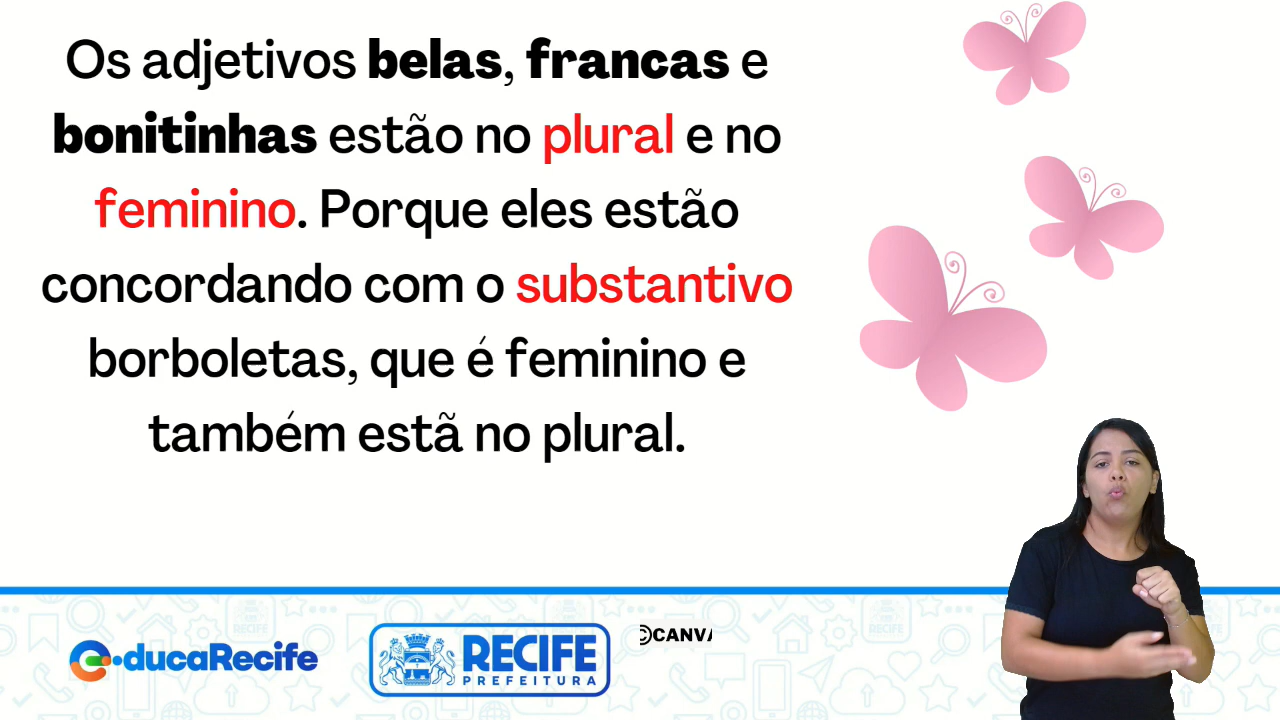 Os adjetivos belas, francas e
bonitinhas estão no plural e no
feminino. Porque eles estão
concordando com o substantivo
borboletas, que é feminino e
também estã no plural.
©CANVA
ducaRecife
RECIFE
PREFEITURA